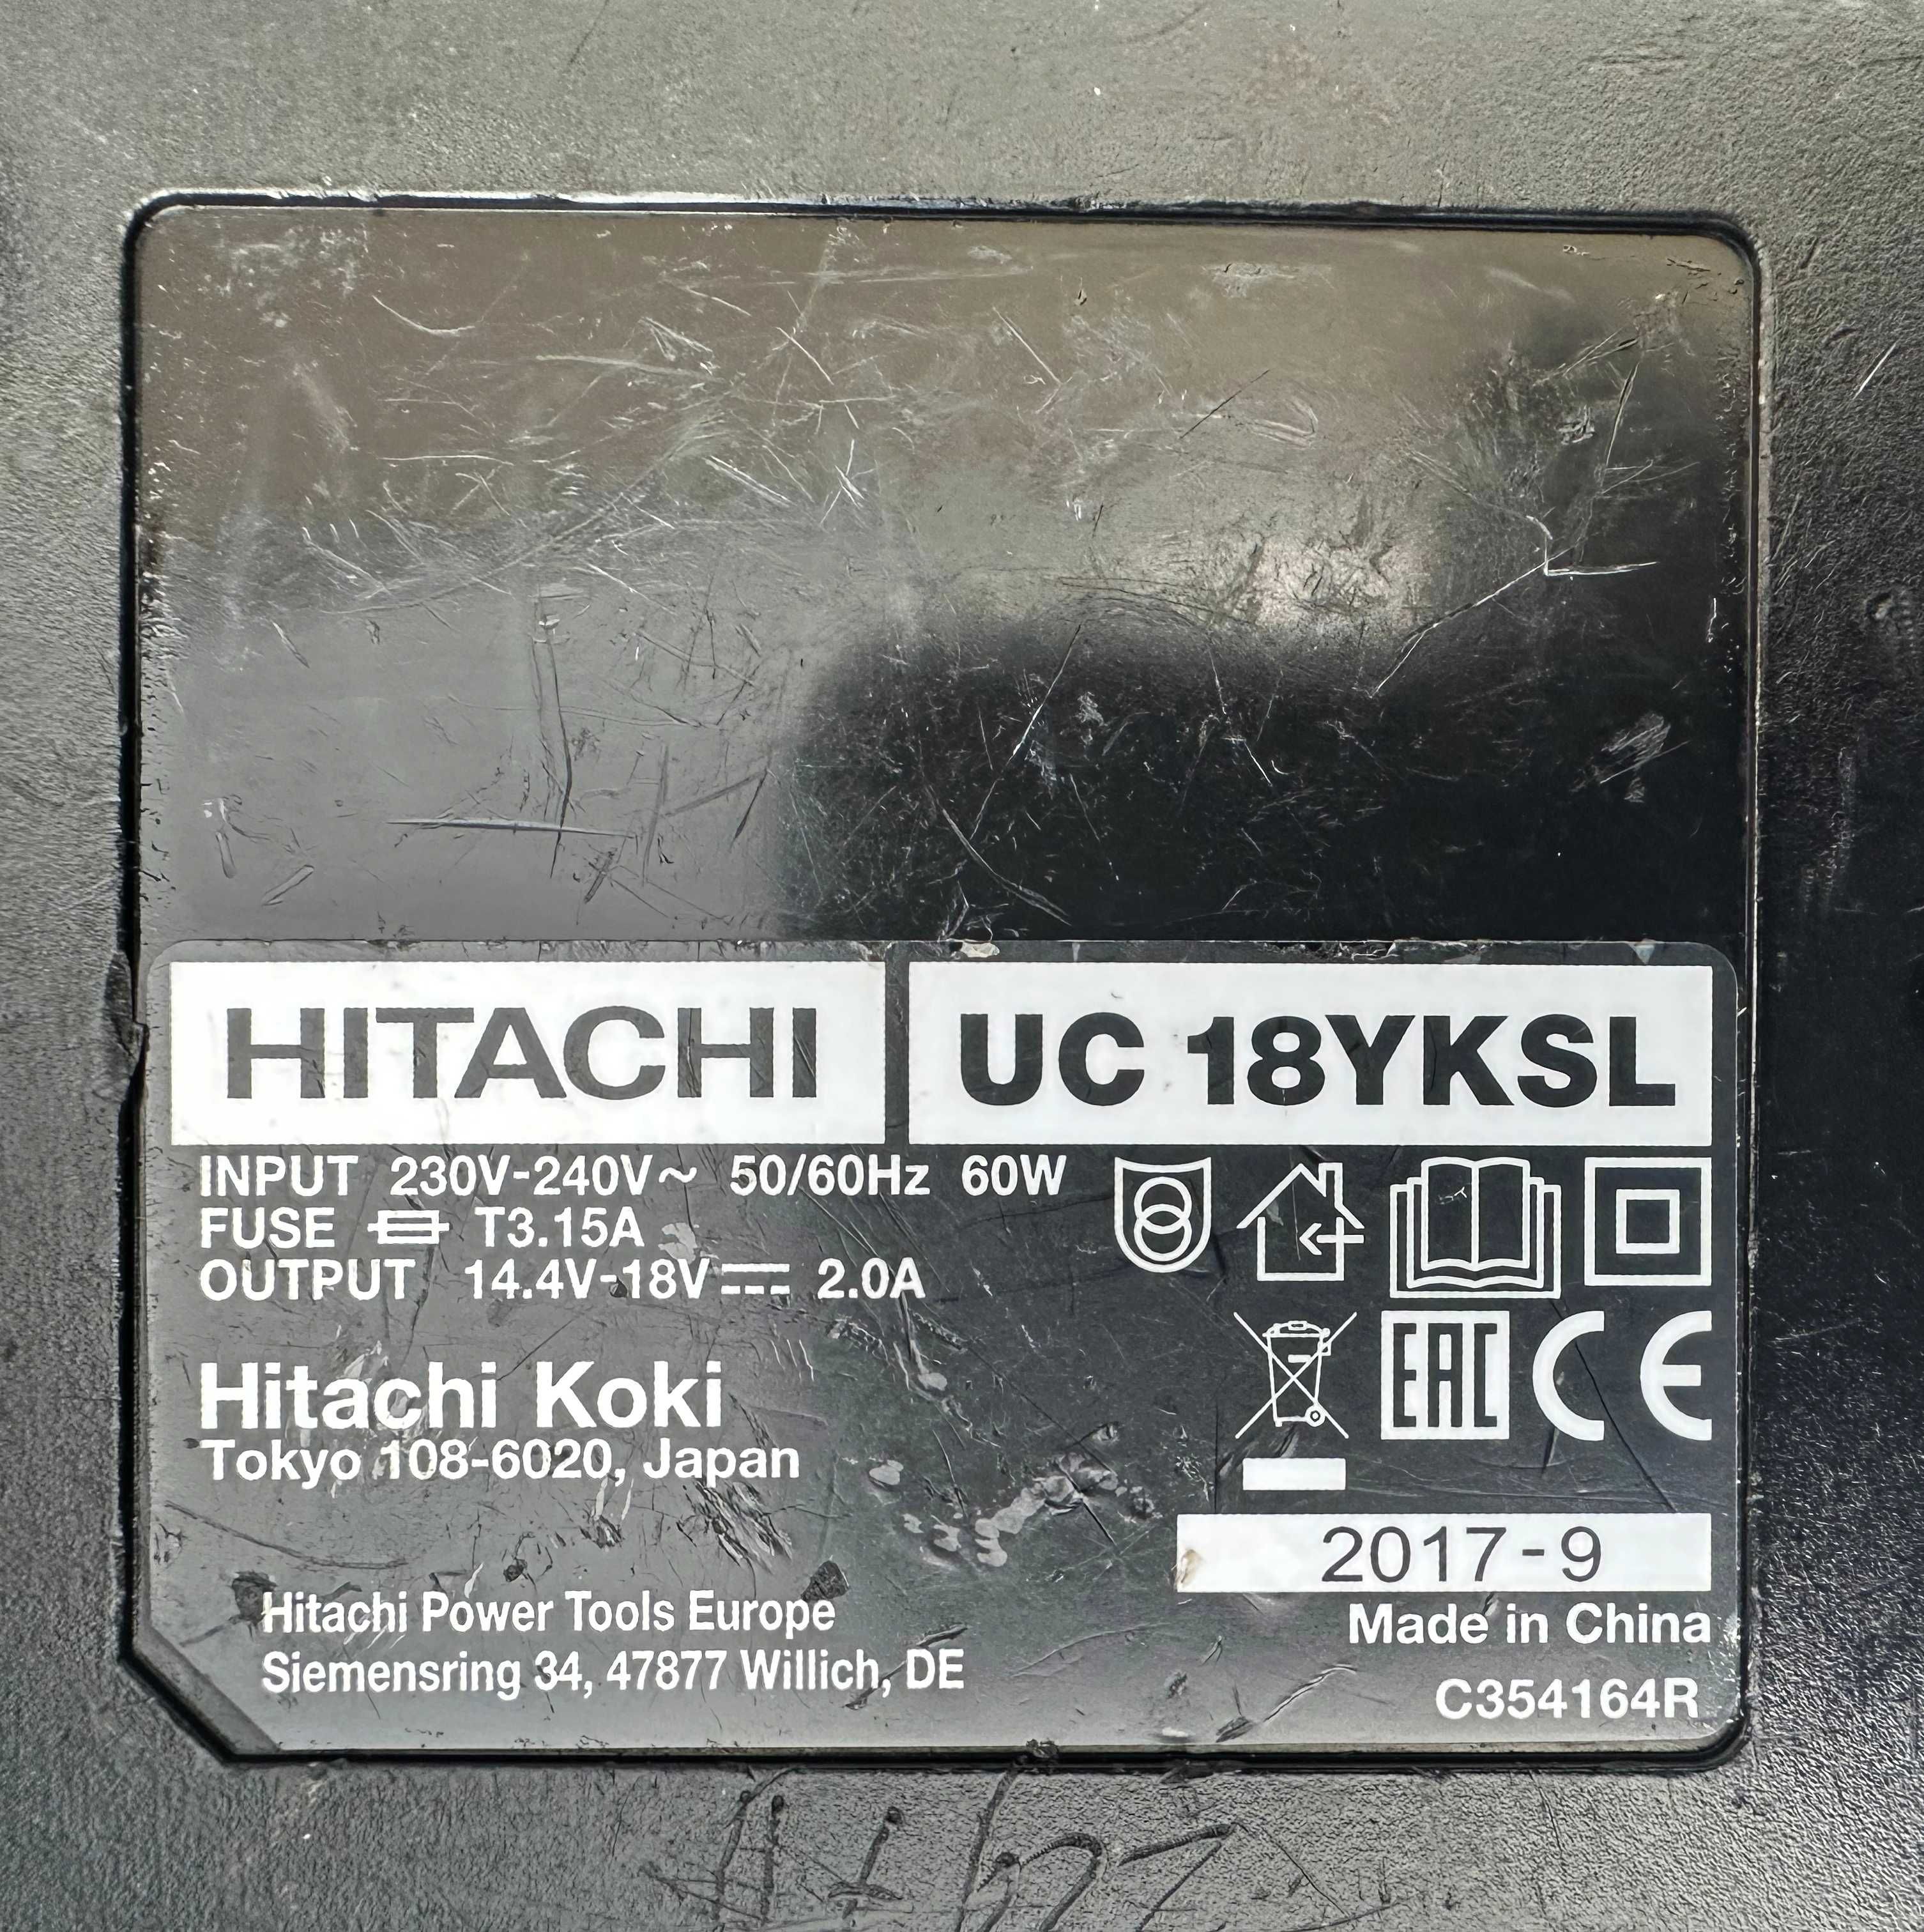 HITACHI UC 18YKSL
INPUT 230V-240V~ 50/60Hz 60W
FUSE T3.15A
OUTPUT 14.4V-18V⎓ 2.0A
Hitachi Koki
Tokyo 108-6020, Japan
EAC CE
2017-9
Made in China
Hitachi Power Tools Europe
Siemensring 34, 47877 Willich, DE
C354164R